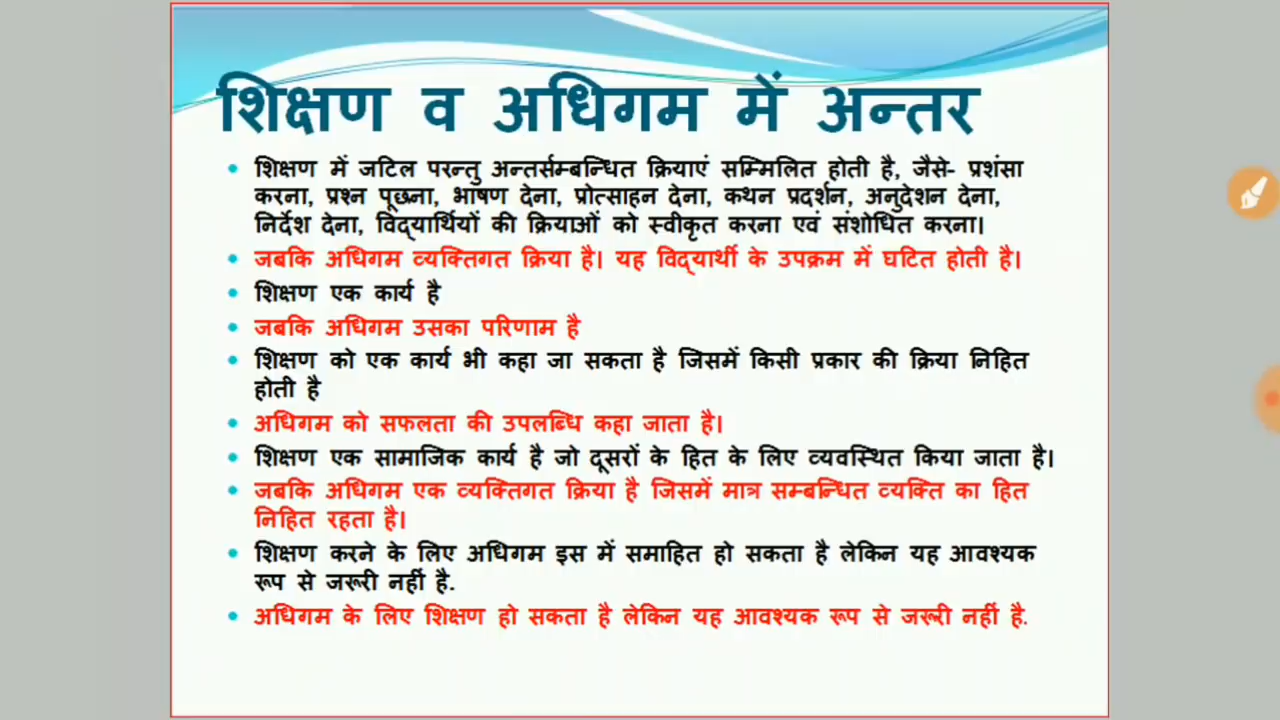 शिक्षण व अधिगम में अन्तर
• शिक्षण में जटिल परन्तु अन्तर्सम्बन्धित क्रियाएं सम्मिलित होती है, जैसे- प्रशंसा
करना, प्रश्न पूछना, भाषण देना, प्रोत्साहन देना, कथन प्रदर्शन, अनुदेशन देना,
निर्देश देना, विद्यार्थियों की क्रियाओं को स्वीकृत करना एवं संशोधित करना।
• जबकि अधिगम व्यक्तिगत क्रिया है। यह विद्यार्थी के उपक्रम में घटित होती है।
• शिक्षण एक कार्य है
• जबकि अधिगम उसका परिणाम है
• शिक्षण को एक कार्य भी कहा जा सकता है जिसमें किसी प्रकार की क्रिया निहित
होती है
• अधिगम को सफलता की उपलब्धि कहा जाता है।
• शिक्षण एक सामाजिक कार्य है जो दूसरों के हित के लिए व्यवस्थित किया जाता है।
• जबकि अधिगम एक व्यक्तिगत क्रिया है जिसमें मात्र सम्बन्धित व्यक्ति का हित
निहित रहता है।
• शिक्षण करने के लिए अधिगम इस में समाहित हो सकता है लेकिन यह आवश्यक
रूप से जरूरी नहीं है.
• अधिगम के लिए शिक्षण हो सकता है लेकिन यह आवश्यक रूप से जरूरी नहीं है.